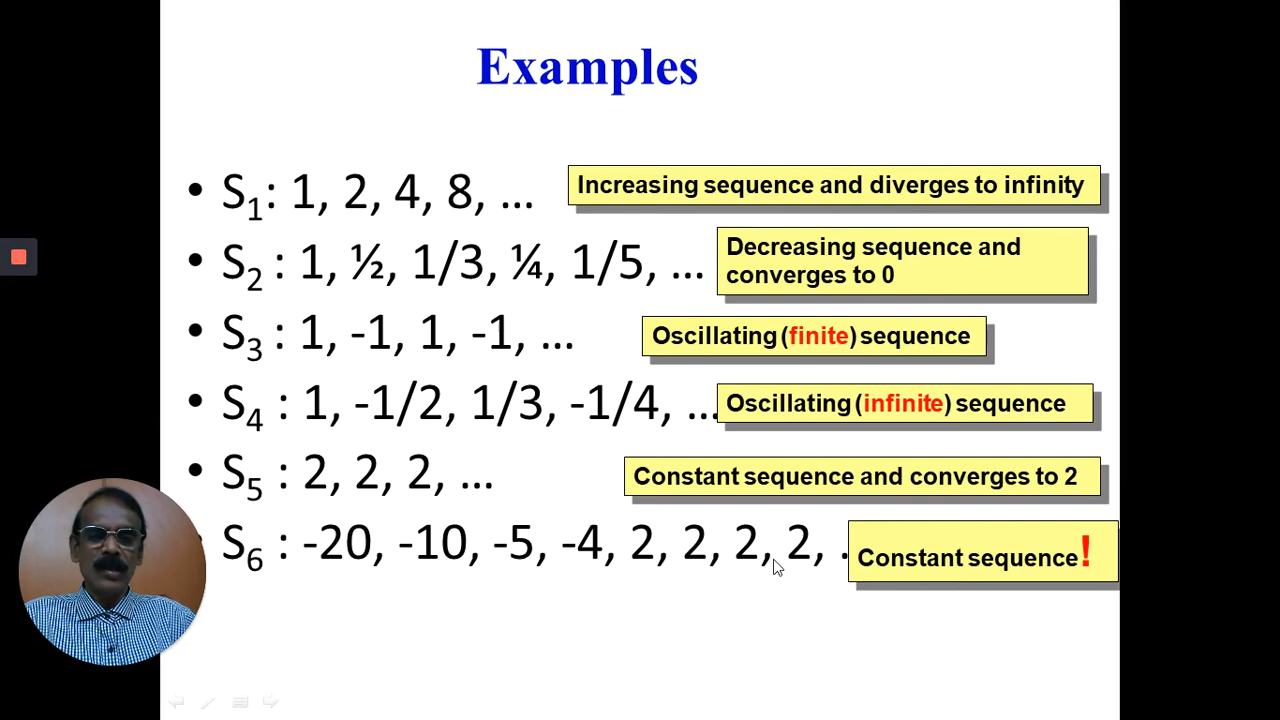 Examples
• S1: 1, 2, 4, 8, ...
Increasing sequence and diverges to infinity
• S2 : 1, ½, 1/3, ¼, 1/5, ...
Decreasing sequence and
converges to 0
• S3 : 1, -1, 1, -1, ...
Oscillating (finite) sequence
• S4 : 1, -1/2, 1/3, -1/4, ...
Oscillating (infinite) sequence
• S5 : 2, 2, 2, ...
Constant sequence and converges to 2
S6 : -20, -10, -5, -4, 2, 2, 2, 2, .
Constant sequence!